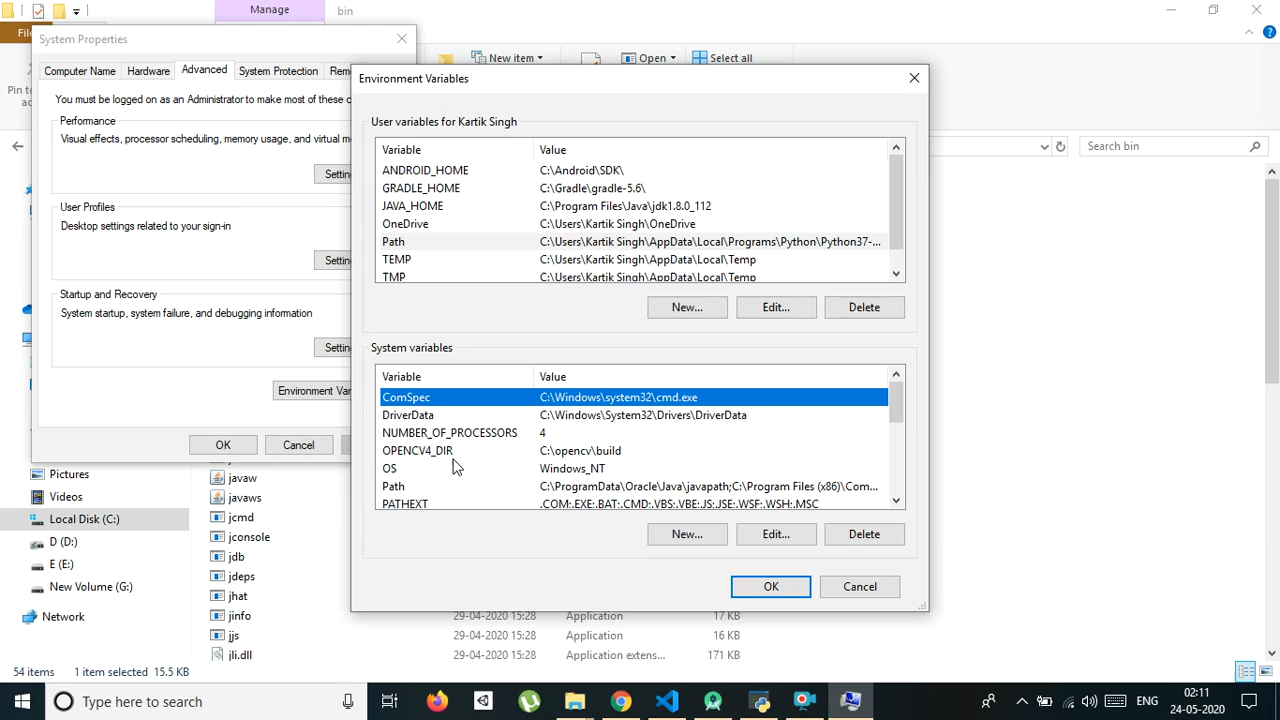 Manage
bin
System Properties
New item
Open
Select all
Computer Name
Hardware
Advanced
System Protection
Environment Variables
You must be logged on as an Administrator to make most of these
Search bin
Performance
Visual effects, processor scheduling, memory usage, and virtual
User Profiles
Desktop settings related to your sign-in
Startup and Recovery
System startup, system failure, and debugging information
OK
Cancel
User variables for Kartik Singh
Variable Value
ANDROID_HOME C:\Android\SDK\
GRADLE_HOME C:\Gradle\gradle-5.6\
JAVA_HOME C:\Program Files\Java\jdk1.8.0_112
OneDrive C:\Users\Kartik Singh\OneDrive
Path C:\Users\Kartik Singh\AppData\Local\Programs\Python\Python37-...
TEMP C:\Users\Kartik Singh\AppData\Local\Temp
TMP C:\Users\Kartik Singh\AppData\Local\Temp
New... Edit... Delete
System variables
Variable Value
ComSpec C:\Windows\system32\cmd.exe
DriverData C:\Windows\System32\Drivers\DriverData
NUMBER_OF_PROCESSORS 4
OPENCV4_DIR C:\opencv\build
OS Windows_NT
Path C:\ProgramData\Oracle\Java\javapath;C:\Program Files (x86)\Com...
PATHEXT .COM;.EXE;.BAT;.CMD;.VBS;.VBE;.JS;.JSE;.WSF;.WSH;.MSC
New... Edit... Delete
OK Cancel
Pictures
Videos
Local Disk (C:)
D (D:)
E (E:)
New Volume (G:)
Network
javaw
javaws
jcmd
jconsole
jdb
jdeps
jhat
jinfo 29-04-2020 15:28 Application 17 KB
jjs 29-04-2020 15:28 Application 16 KB
jli.dll 29-04-2020 15:28 Application extens... 171 KB
54 items 1 item selected 15.5 KB
Type here to search
ENG
02:11
24-05-2020